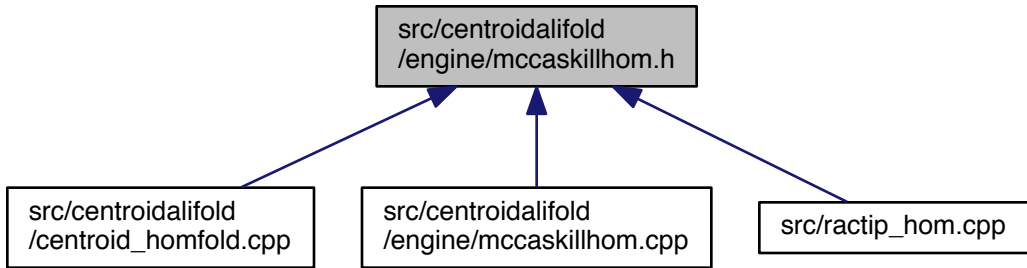 src/centroidalifold
/engine/mccaskillhom.h
src/centroidalifold
/centroid_homfold.cpp
src/centroidalifold
/engine/mccaskillhom.cpp
src/ractip_hom.cpp